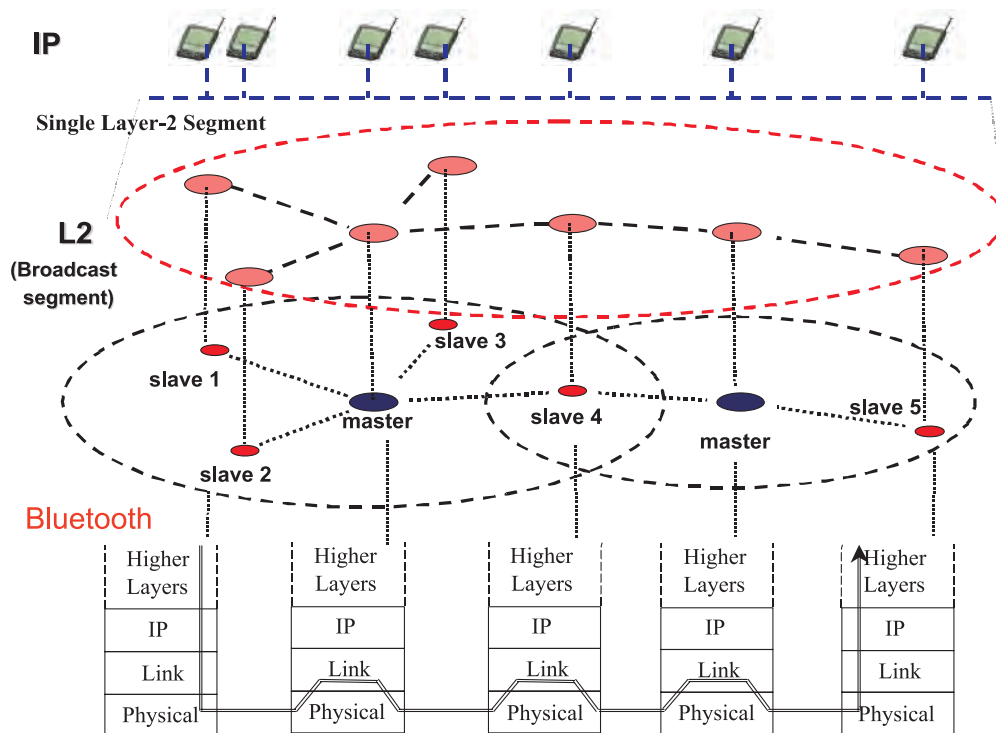 IP
Single Layer-2 Segment
L2
(Broadcast
segment)
slave 3
slave 1
slave 4
slave 5
master
master
slave 2
Bluetooth
Higher
Layers
IP
Link
Physical
Higher
Layers
IP
Link
Physical
Higher
Layers
IP
Link
Physical
Higher
Layers
IP
Link
Physical
Higher
Layers
IP
Link
Physical